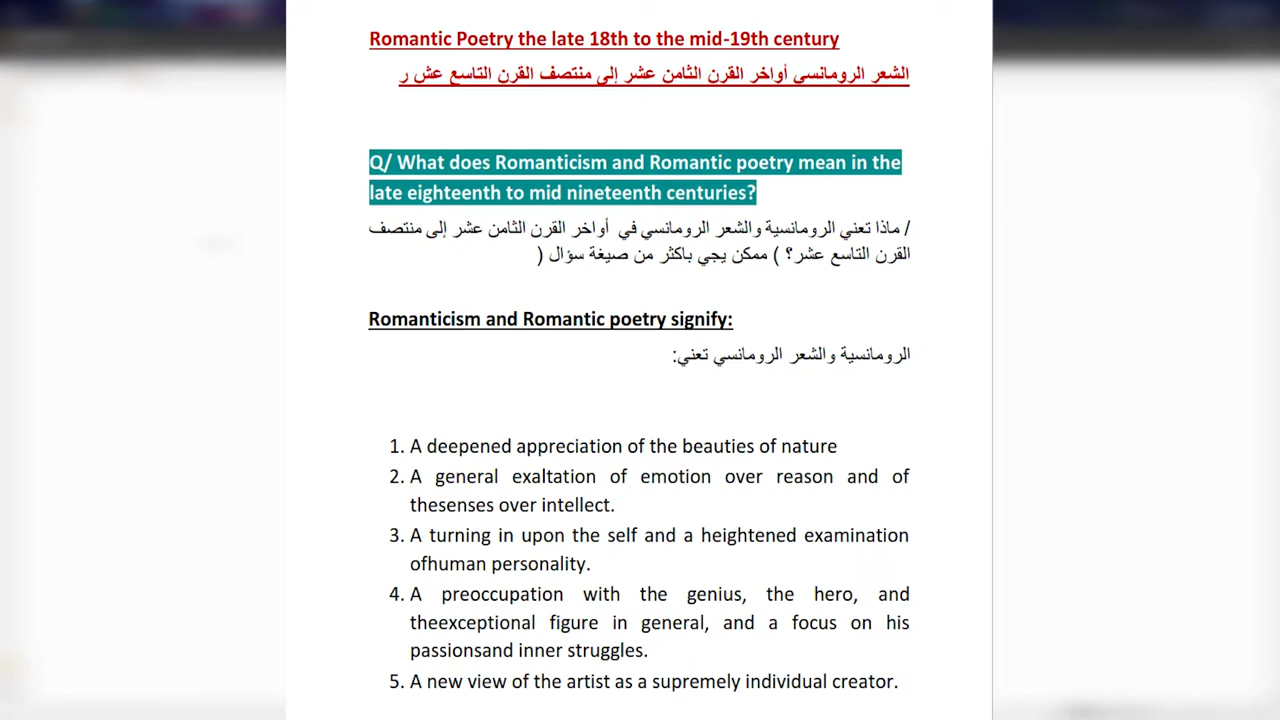 Romantic Poetry the late 18th to the mid-19th century
الشعر الرومانسي أواخر القرن الثامن عشر إلى منتصف القرن التاسع عش ر
Q/ What does Romanticism and Romantic poetry mean in the
late eighteenth to mid nineteenth centuries?
/ ماذا تعني الرومانسية والشعر الرومانسي في أواخر القرن الثامن عشر إلى منتصف
القرن التاسع عشر؟ ) ممكن يجي باكثر من صيغة سؤال (
Romanticism and Romantic poetry signify:
الرومانسية والشعر الرومانسي تعني:
1. A deepened appreciation of the beauties of nature
2. A general exaltation of emotion over reason and of
thesenses over intellect.
3. A turning in upon the self and a heightened examination
ofhuman personality.
4. A preoccupation with the genius, the hero, and
theexceptional figure in general, and a focus on his
passionsand inner struggles.
5. A new view of the artist as a supremely individual creator.